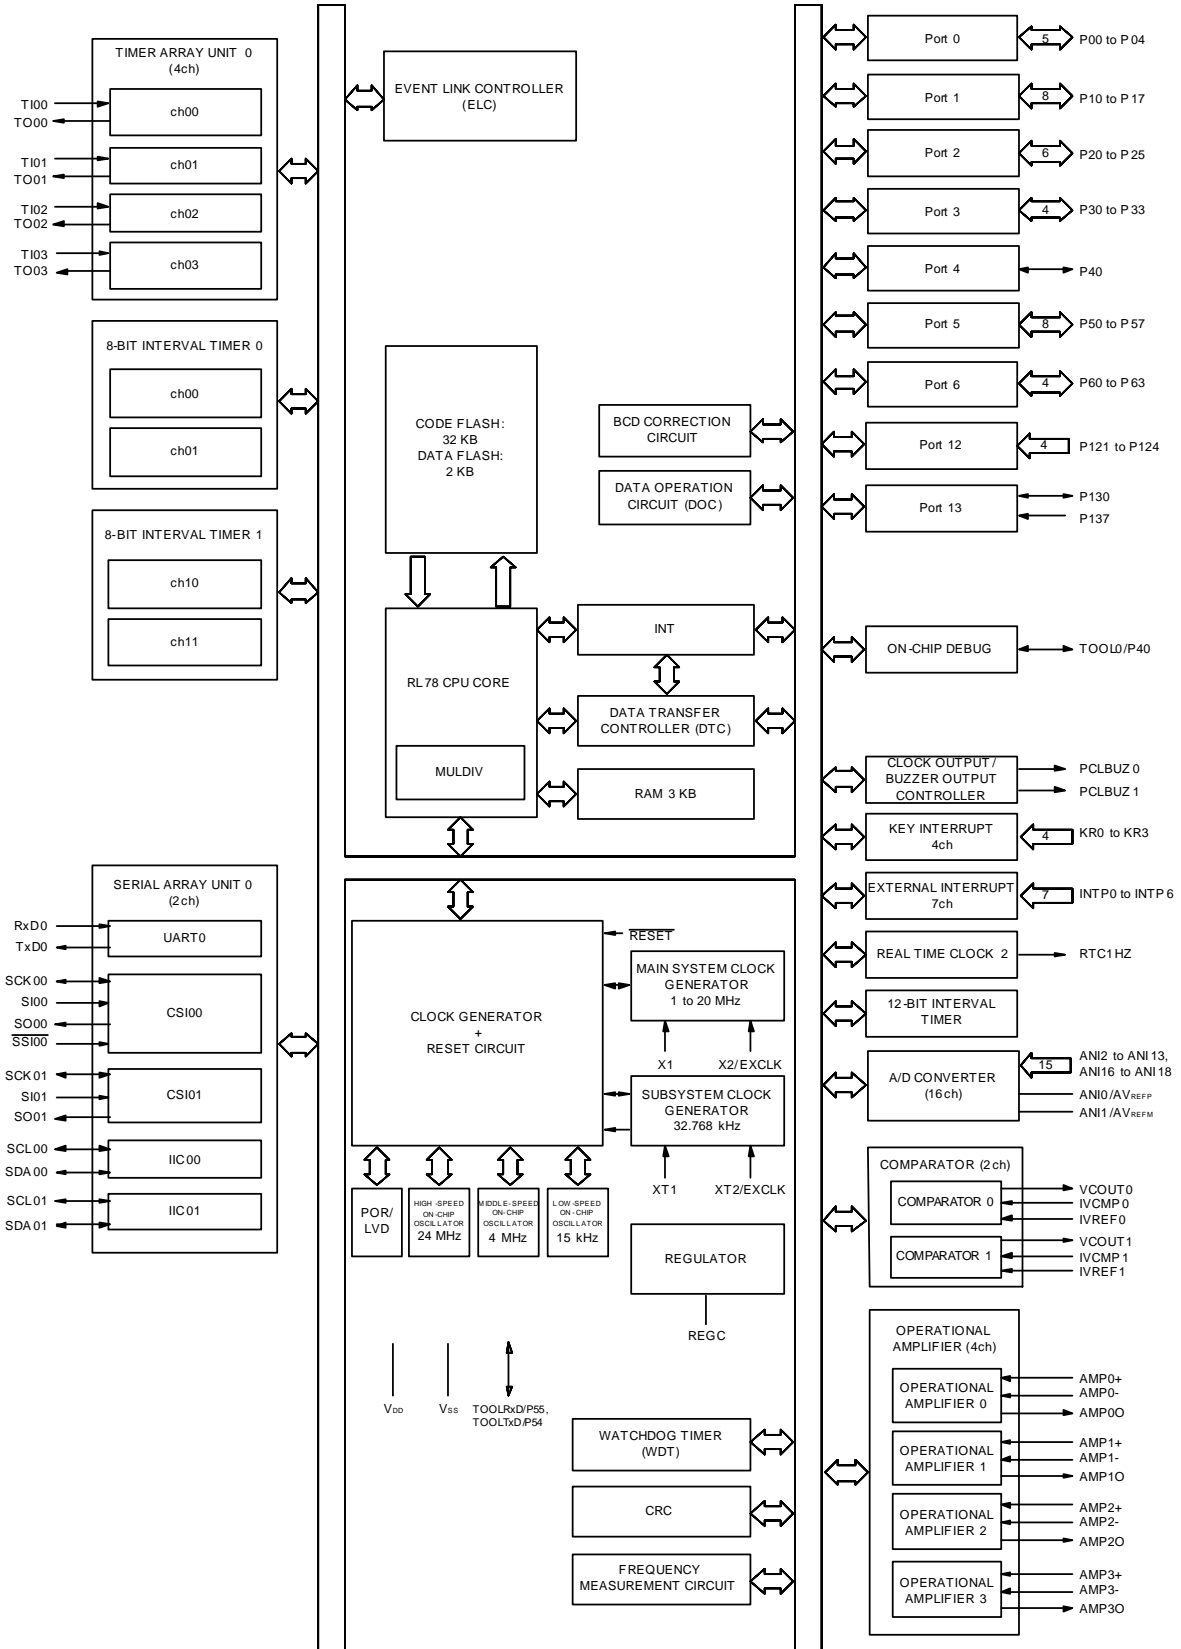 TIMER ARRAY UNIT 0
(4ch)
TI00
TO00
ch00
TI01
TO01
ch01
TI02
TO02
ch02
TI03
TO03
ch03
8-BIT INTERVAL TIMER 0
ch00
ch01
8-BIT INTERVAL TIMER 1
ch10
ch11
SERIAL ARRAY UNIT 0
(2ch)
RxD0
TxD0
UART0
SCK00
SI00
SO00
SSI00
CSI00
SCK01
SI01
SO01
CSI01
SCL00
SDA00
IIC00
SCL01
SDA01
IIC01
EVENT LINK CONTROLLER
(ELC)
CODE FLASH:
32 KB
DATA FLASH:
2 KB
BCD CORRECTION
CIRCUIT
DATA OPERATION
CIRCUIT (DOC)
RL78 CPU CORE
MULDIV
INT
DATA TRANSFER
CONTROLLER (DTC)
RAM 3 KB
CLOCK GENERATOR
+
RESET CIRCUIT
RESET
MAIN SYSTEM CLOCK
GENERATOR
1 to 20 MHz
X1
X2/EXCLK
SUBSYSTEM CLOCK
GENERATOR
32.768 kHz
XT1
XT2/EXCLK
POR/
LVD
HIGH-SPEED
ON-CHIP
OSCILLATOR
24 MHz
MIDDLE-SPEED
ON-CHIP
OSCILLATOR
4 MHz
LOW-SPEED
ON-CHIP
OSCILLATOR
15 kHz
REGULATOR
REGC
VDD
VSS
TOOLRxD/P55,
TOOLTxD/P54
WATCHDOG TIMER
(WDT)
CRC
FREQUENCY
MEASUREMENT CIRCUIT
Port 0
5
P00 to P04
Port 1
8
P10 to P17
Port 2
6
P20 to P25
Port 3
4
P30 to P33
Port 4
P40
Port 5
8
P50 to P57
Port 6
4
P60 to P63
Port 12
4
P121 to P124
Port 13
P130
P137
ON-CHIP DEBUG
TOOL0/P40
CLOCK OUTPUT/
BUZZER OUTPUT
CONTROLLER
PCLBUZ0
PCLBUZ1
KEY INTERRUPT
4ch
4
KR0 to KR3
EXTERNAL INTERRUPT
7ch
7
INTP0 to INTP6
REAL TIME CLOCK 2
RTC1HZ
12-BIT INTERVAL
TIMER
A/D CONVERTER
(16ch)
15
ANI2 to ANI13,
ANI16 to ANI18
ANI0/AVREFP
ANI1/AVREFM
COMPARATOR (2ch)
COMPARATOR 0
VCOUT0
IVCMP0
IVREF0
COMPARATOR 1
VCOUT1
IVCMP1
IVREF1
OPERATIONAL
AMPLIFIER (4ch)
OPERATIONAL
AMPLIFIER 0
AMP0+
AMP0-
AMP0O
OPERATIONAL
AMPLIFIER 1
AMP1+
AMP1-
AMP1O
OPERATIONAL
AMPLIFIER 2
AMP2+
AMP2-
AMP2O
OPERATIONAL
AMPLIFIER 3
AMP3+
AMP3-
AMP3O